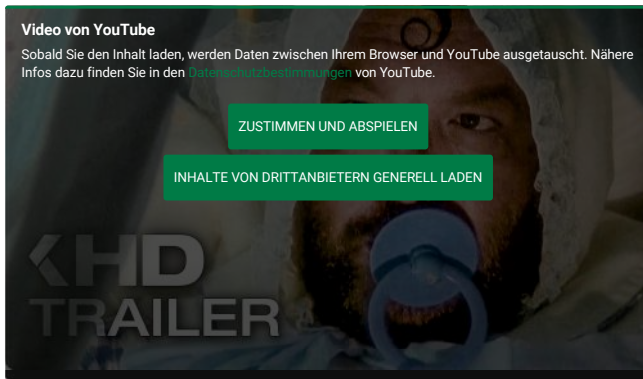 Video von YouTube
Sobald Sie den Inhalt laden, werden Daten zwischen Ihrem Browser und YouTube ausgetauscht. Nähere
Infos dazu finden Sie in den Datenschutzbestimmungen von YouTube.
ZUSTIMMEN UND ABSPIELEN
INHALTE VON DRITTANBIETERN GENERELL LADEN
KHD
TRAILER